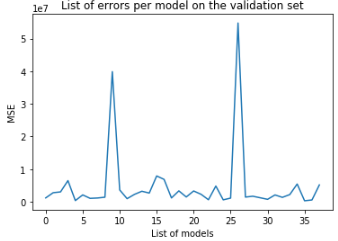 List of errors per model on the validation set
1e7
5
4
3
2
1
0
MSE
0 5 10 15 20 25 30 35
List of models